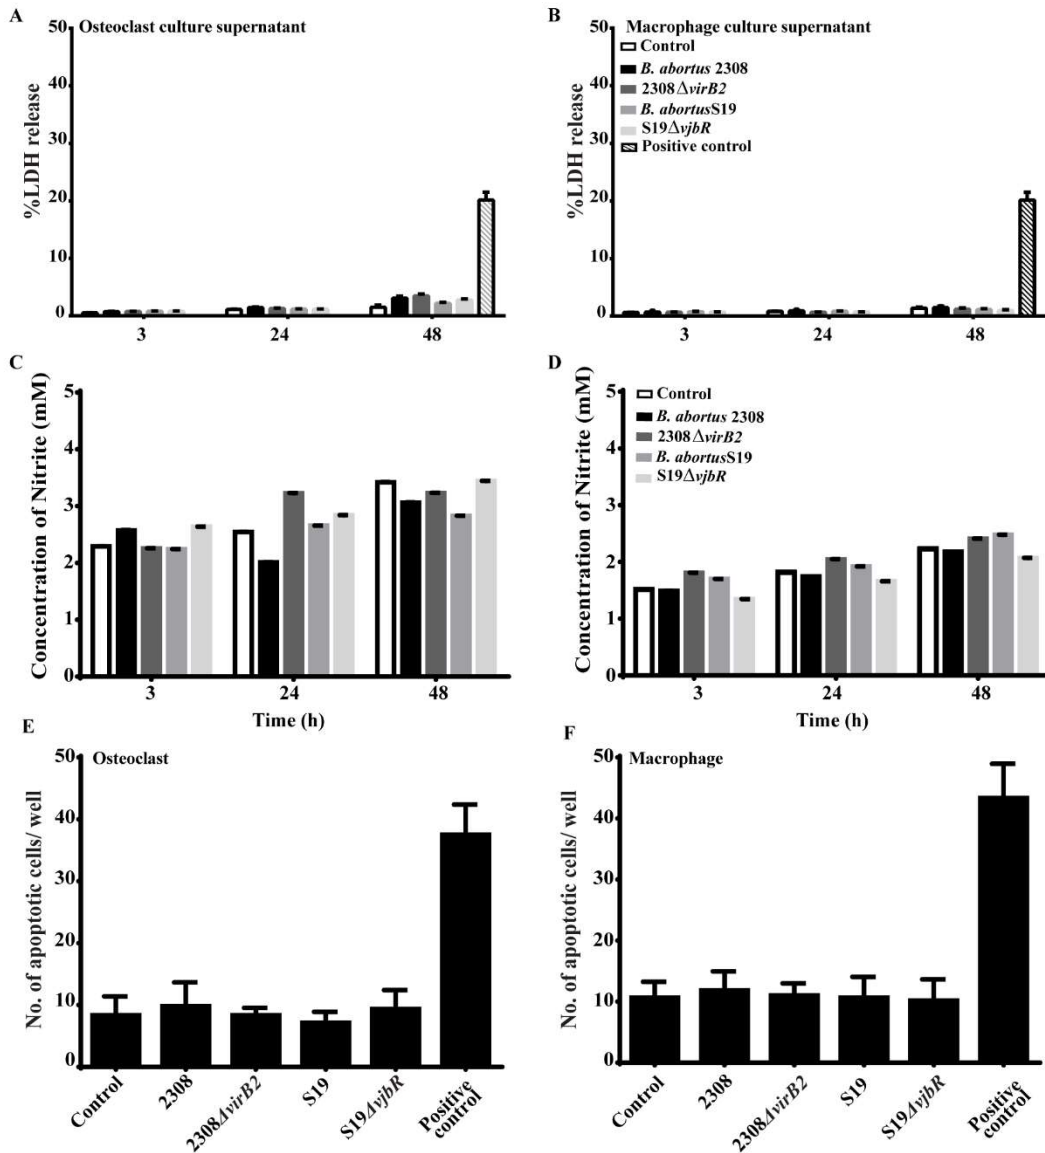 A
Osteoclast culture supernatant
%LDH release
50
40
30
20
10
0
3
24
48
B
Macrophage culture supernatant
Control
B. abortus 2308
2308ΔvirB2
B. abortusS19
S19ΔvjbR
Positive control
%LDH release
50
40
30
20
10
0
3
24
48
C
Concentration of Nitrite (mM)
5
4
3
2
1
0
3
24
48
Time (h)
D
Control
B. abortus 2308
2308ΔvirB2
B. abortusS19
S19ΔvjbR
Concentration of Nitrite (mM)
5
4
3
2
1
0
3
24
48
Time (h)
E
Osteoclast
No. of apoptotic cells/ well
50
40
30
20
10
0
Control
2308
2308ΔvirB2
S19
S19ΔvjbR
Positive
control
F
Macrophage
No. of apoptotic cells/ well
50
40
30
20
10
0
Control
2308
2308ΔvirB2
S19
S19ΔvjbR
Positive
control